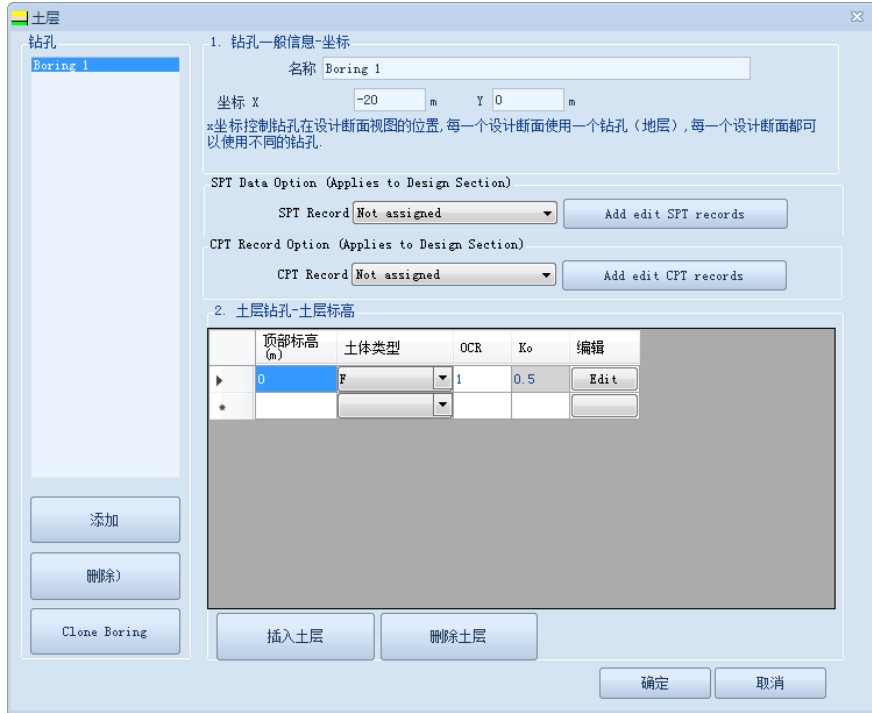 土层
钻孔
Boring 1
1. 钻孔一般信息-坐标
名称 Boring 1
坐标 X -20 m Y 0 m
x坐标控制钻孔在设计断面视图的位置,每一个设计断面使用一个钻孔（地层）,每一个设计断面都可
以使用不同的钻孔.
SPT Data Option (Applies to Design Section)
SPT Record Not assigned Add edit SPT records
CPT Record Option (Applies to Design Section)
CPT Record Not assigned Add edit CPT records
2. 土层钻孔-土层标高
顶部标高
(m)
土体类型 OCR Ko 编辑
0 F 1 0.5 Edit
添加
删除)
Clone Boring
插入土层 删除土层
确定 取消